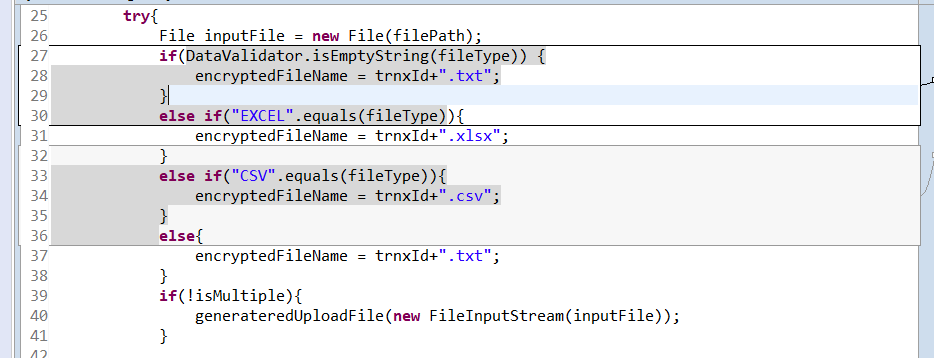 25 try{
26 File inputFile = new File(filePath);
27 if(DataValidator.isEmptyString(fileType)) {
28 encryptedFileName = trnxId+".txt";
29 }
30 else if("EXCEL".equals(fileType)){
31 encryptedFileName = trnxId+".xlsx";
32 }
33 else if("CSV".equals(fileType)){
34 encryptedFileName = trnxId+".csv";
35 }
36 else{
37 encryptedFileName = trnxId+".txt";
38 }
39 if(!isMultiple){
40 generateredUploadFile(new FileInputStream(inputFile));
41 }
42